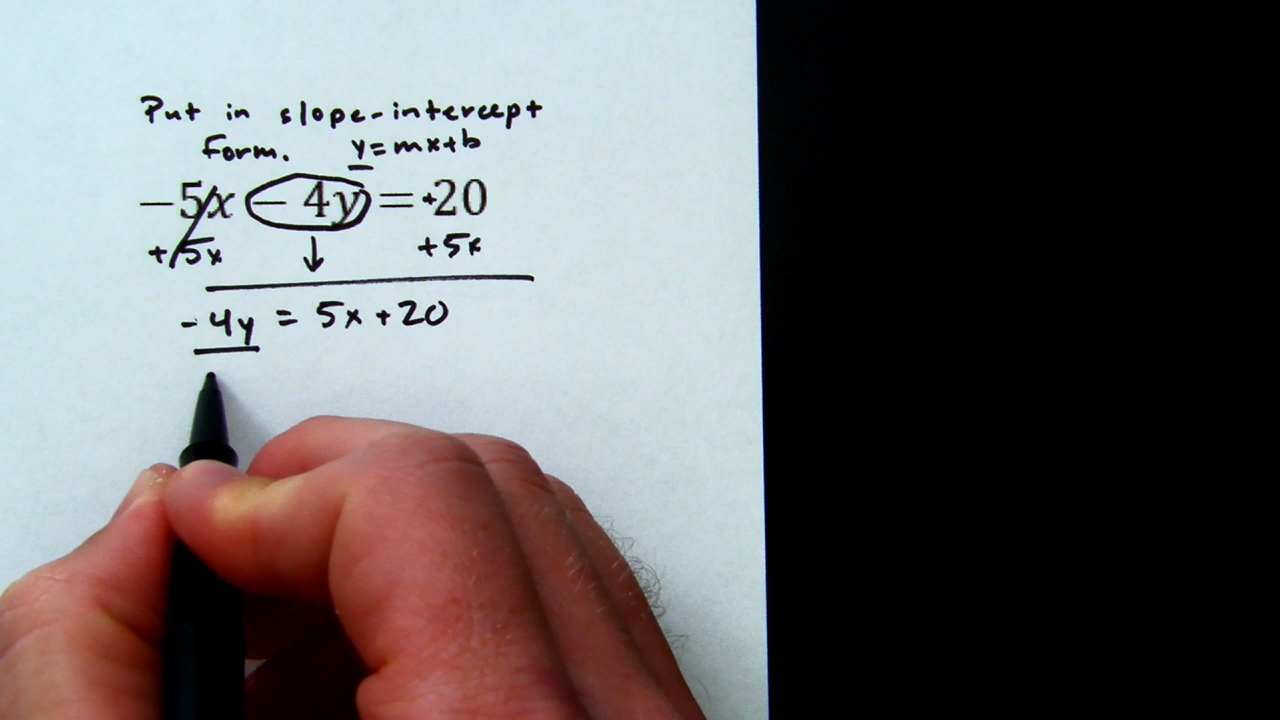 Put in slope-intercept
form. y=mx+b
-5x - 4y = +20
+5x ↓ +5x
-4y = 5x+20